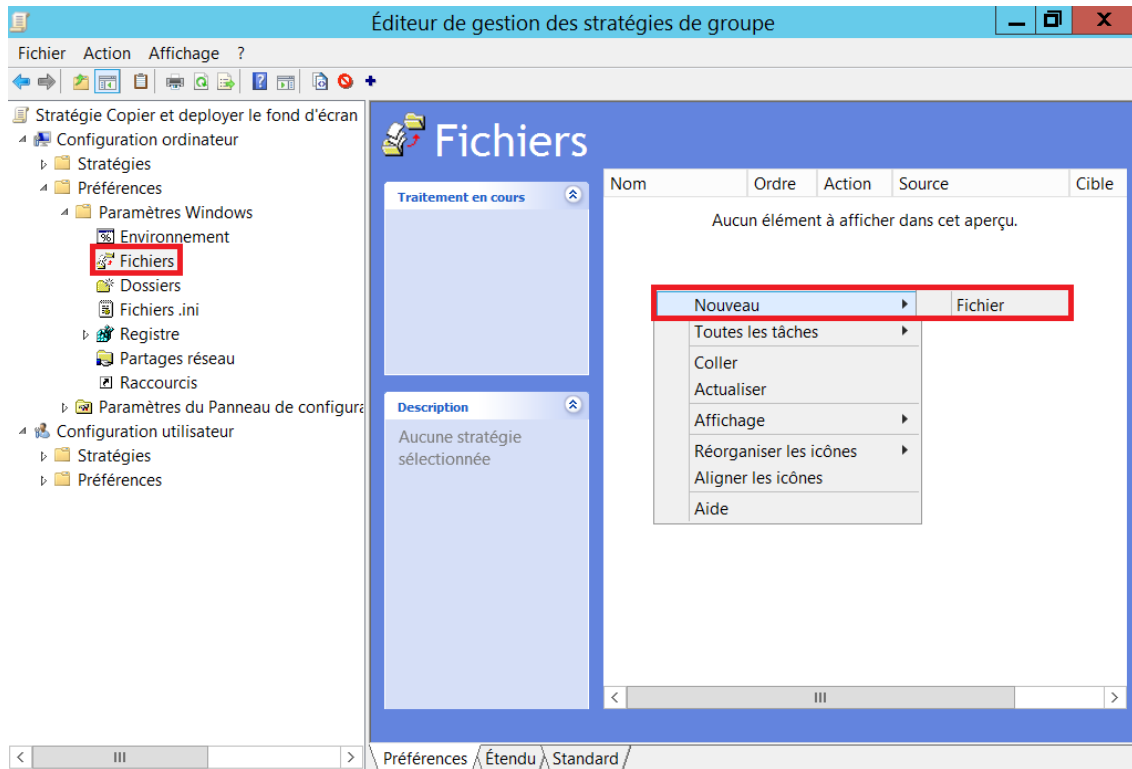 Éditeur de gestion des stratégies de groupe
Fichier Action Affichage ?
Stratégie Copier et deployer le fond d'écran
Configuration ordinateur
Stratégies
Préférences
Paramètres Windows
Environnement
Fichiers
Dossiers
Fichiers .ini
Registre
Partages réseau
Raccourcis
Paramètres du Panneau de configura
Configuration utilisateur
Stratégies
Préférences
Fichiers
Traitement en cours
Description
Aucune stratégie
sélectionnée
Nom Ordre Action Source Cible
Aucun élément à afficher dans cet aperçu.
Nouveau Fichier
Toutes les tâches
Coller
Actualiser
Affichage
Réorganiser les icônes
Aligner les icônes
Aide
Préférences Étendu Standard